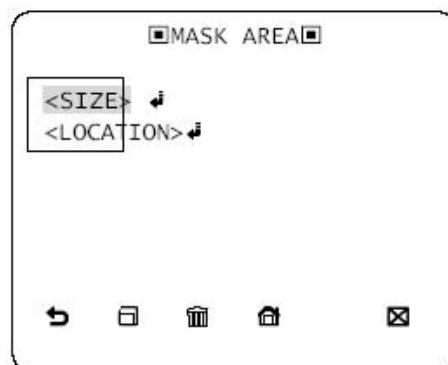 ▣MASK AREA▣
<SIZE> ↲
<LOCATION>↲